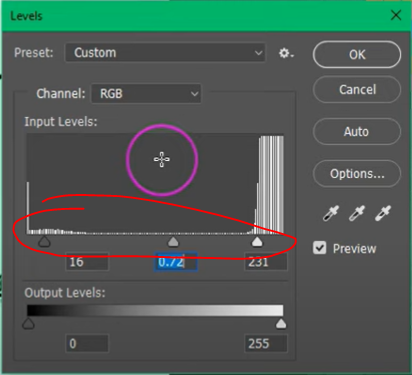 Levels
Preset: Custom
OK
Channel: RGB
Cancel
Input Levels:
Auto
Options...
Preview
16 0.72 231
Output Levels:
0 255